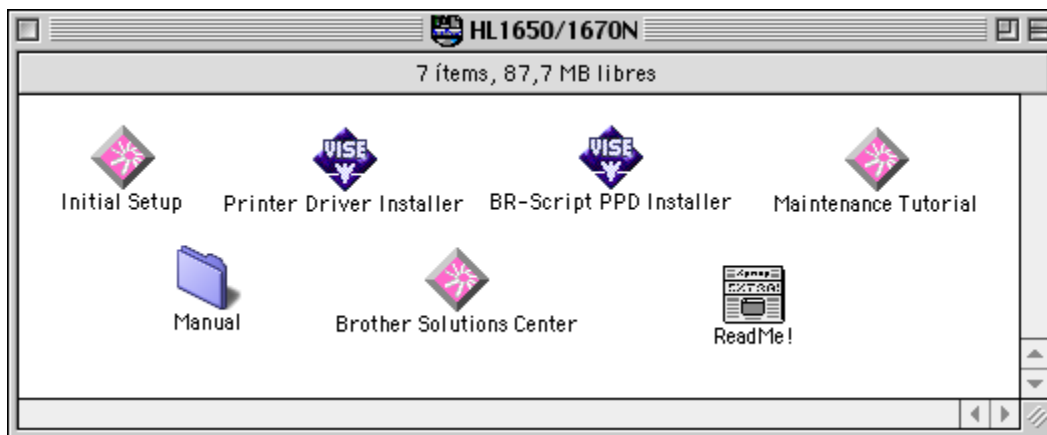 HL1650/1670N
7 ítems, 87,7 MB libres
VISE
VISE
Initial Setup
Printer Driver Installer
BR-Script PPD Installer
Maintenance Tutorial
Manual
Brother Solutions Center
ReadMe!